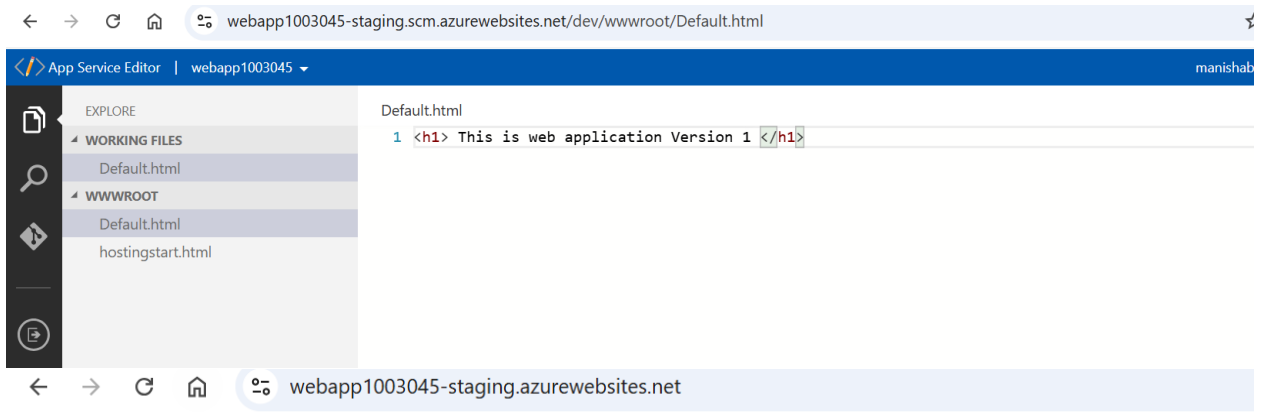 webapp1003045-staging.scm.azurewebsites.net/dev/wwwroot/Default.html
App Service Editor | webapp1003045
manishab
EXPLORE
WORKING FILES
Default.html
WWWROOT
Default.html
hostingstart.html
Default.html
1 <h1> This is web application Version 1 </h1>
webapp1003045-staging.azurewebsites.net